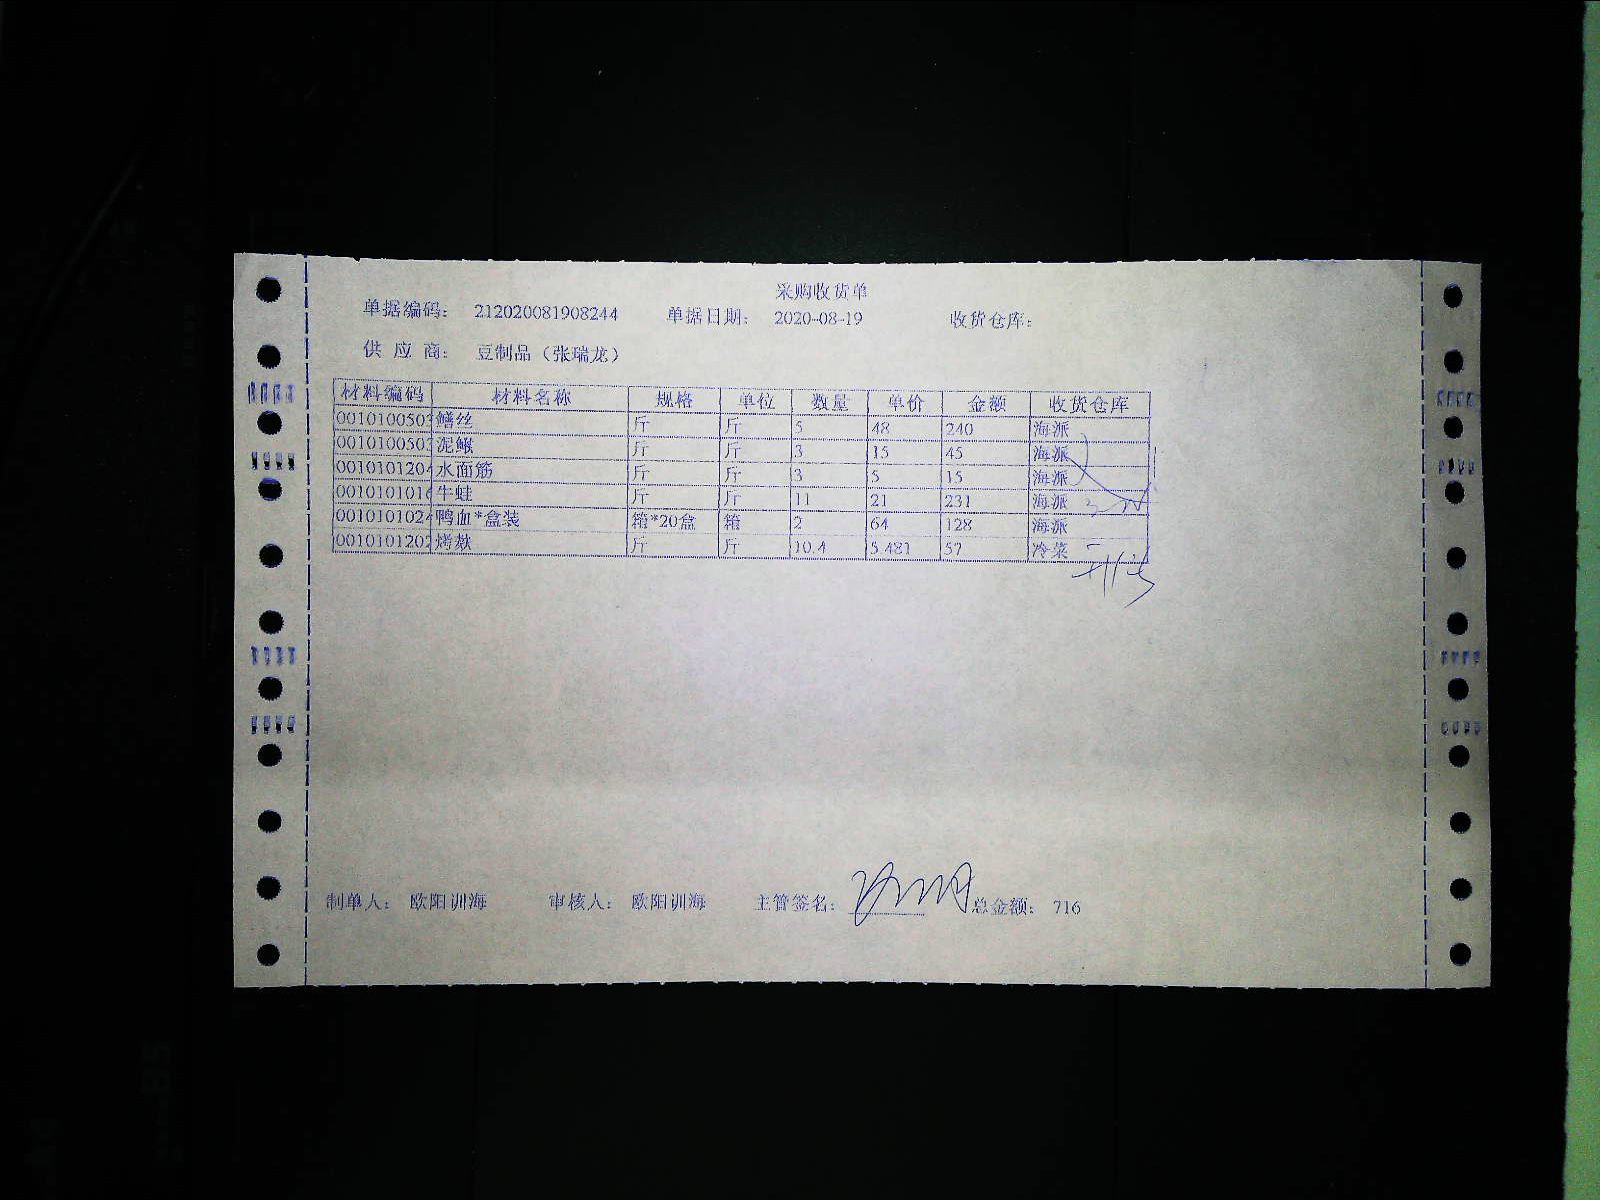 采购收货单
单据编码： 212020081908244 单据日期： 2020-08-19 收货仓库：
供 应 商： 豆制品（张瑞龙）
材料编码 材料名称 规格 单位 数量 单价 金额 收货仓库
001010050 鳝丝 斤 斤 5 48 240 海派
001010050 泥鳅 斤 斤 3 15 45 海派
001010120 水面筋 斤 斤 3 5 15 海派
001010101 牛蛙 斤 斤 11 21 231 海派
001010102 鸭血*盒装 箱*20盒 箱 2 64 128 海派
001010120 烤麸 斤 斤 10.4 5.481 57 冷菜
制单人： 欧阳训海 审核人： 欧阳训海 主管签名： 总金额： 716